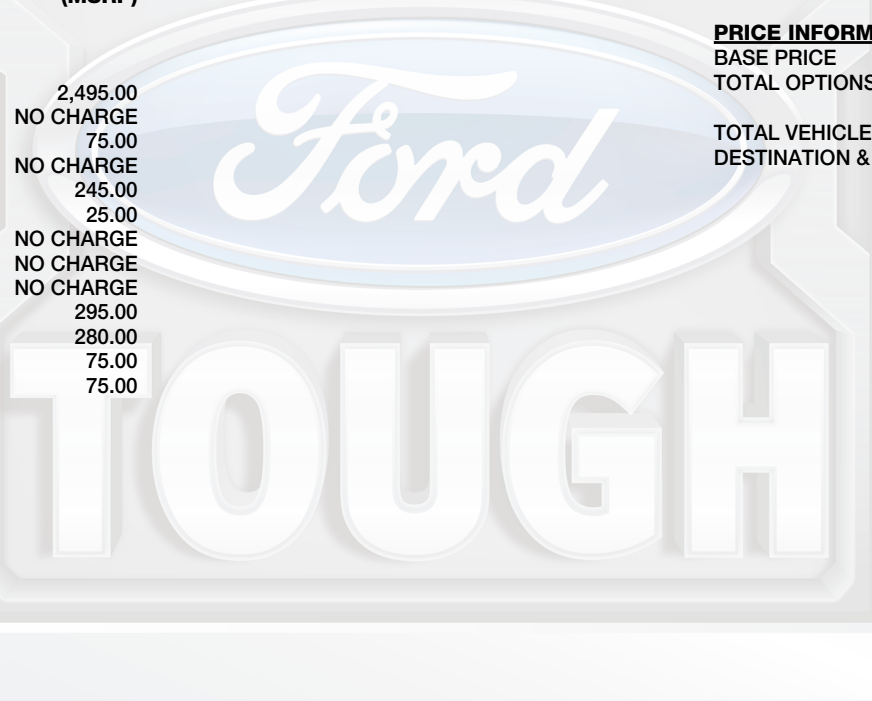 (MSRP)
2,495.00
NO CHARGE
75.00
NO CHARGE
245.00
25.00
NO CHARGE
NO CHARGE
NO CHARGE
295.00
280.00
75.00
75.00
PRICE INFORM
BASE PRICE
TOTAL OPTIONS
TOTAL VEHICLE
DESTINATION &
Ford
TOUGH